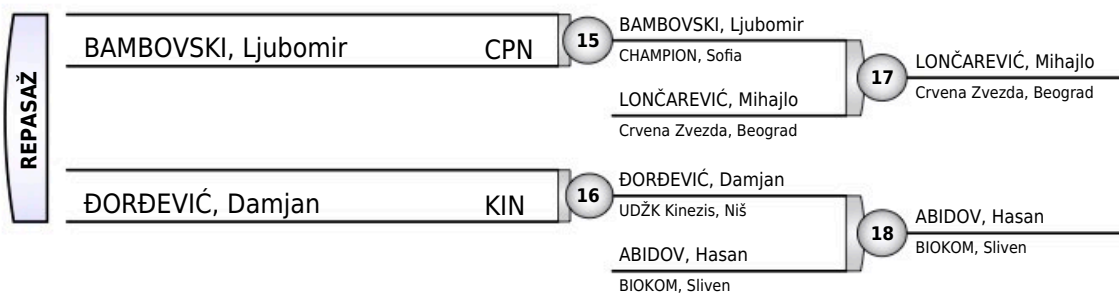 REPASAŽ
BAMBOVSKI, Ljubomir CPN
15
BAMBOVSKI, Ljubomir
CHAMPION, Sofia
LONČAREVIĆ, Mihajlo
Crvena Zvezda, Beograd
17
LONČAREVIĆ, Mihajlo
Crvena Zvezda, Beograd
ĐORĐEVIĆ, Damjan KIN
16
ĐORĐEVIĆ, Damjan
UDŽK Kinezis, Niš
ABIDOV, Hasan
BIOKOM, Sliven
18
ABIDOV, Hasan
BIOKOM, Sliven